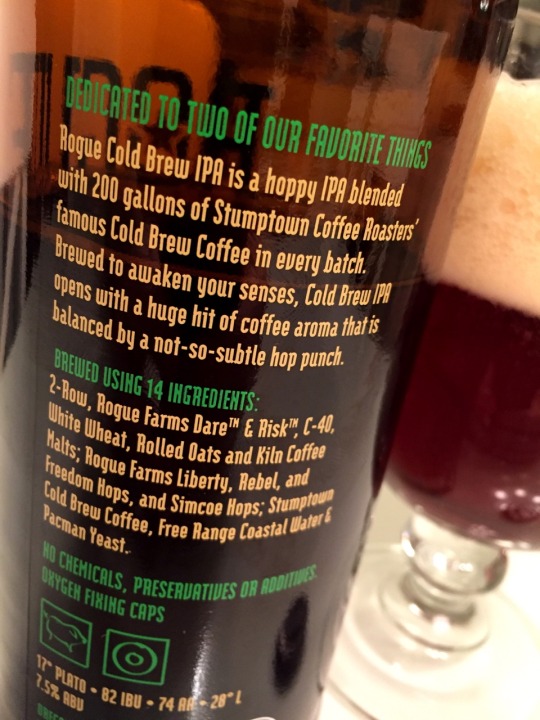 DEDICATED TO TWO OF OUR FAVORITE THINGS
Rogue Cold Brew IPA is a hoppy IPA blended
with 200 gallons of Stumptown Coffee Roasters'
famous Cold Brew Coffee in every batch.
Brewed to awaken your senses, Cold Brew IPA
opens with a huge hit of coffee aroma that is
balanced by a not-so-subtle hop punch.
BREWED USING 14 INGREDIENTS:
2-Row, Rogue Farms Dare™ & Risk™, C-40,
White Wheat, Rolled Oats and Kiln Coffee
Malts; Rogue Farms Liberty, Rebel, and
Freedom Hops, and Simcoe Hops; Stumptown
Cold Brew Coffee, Free Range Coastal Water &
Pacman Yeast.
NO CHEMICALS, PRESERVATIVES OR ADDITIVES.
OXYGEN FIXING CAPS
17° PLATO • 82 IBU • 74 AA • 28° L
7.5% ABV